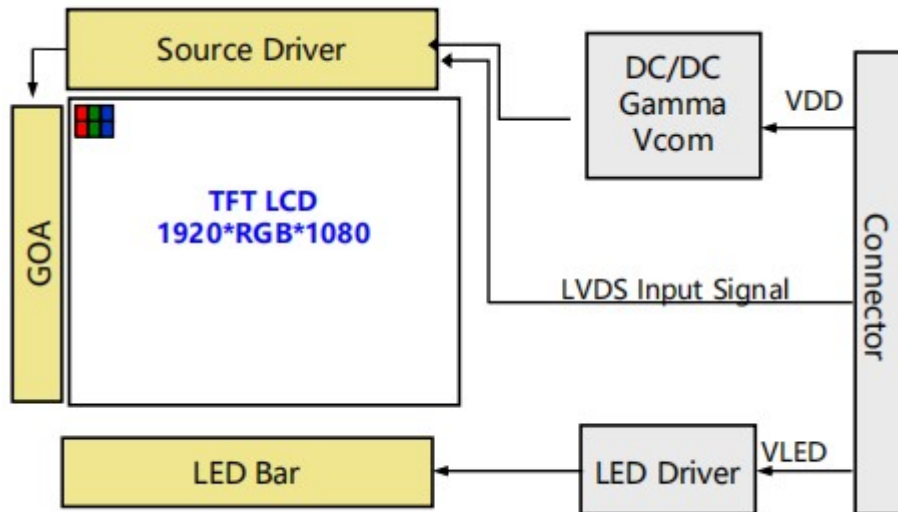 Source Driver
DC/DC
Gamma
Vcom
VDD
GOA
TFT LCD
1920*RGB*1080
LVDS Input Signal
Connector
LED Bar
LED Driver
VLED